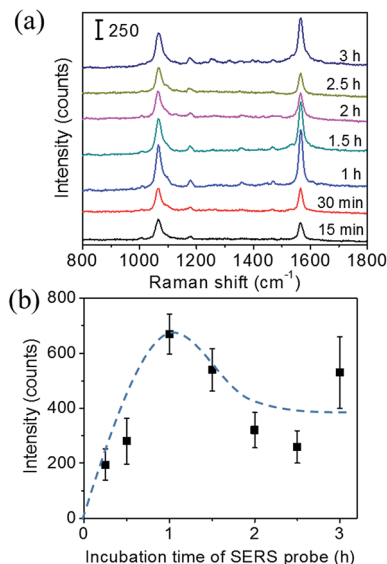 (a)
250
3 h
2.5 h
2 h
1.5 h
1 h
30 min
15 min
Intensity (counts)
800 1000 1200 1400 1600 1800
Raman shift (cm⁻¹)
(b)
800
600
400
200
0
Intensity (counts)
0 1 2 3
Incubation time of SERS probe (h)